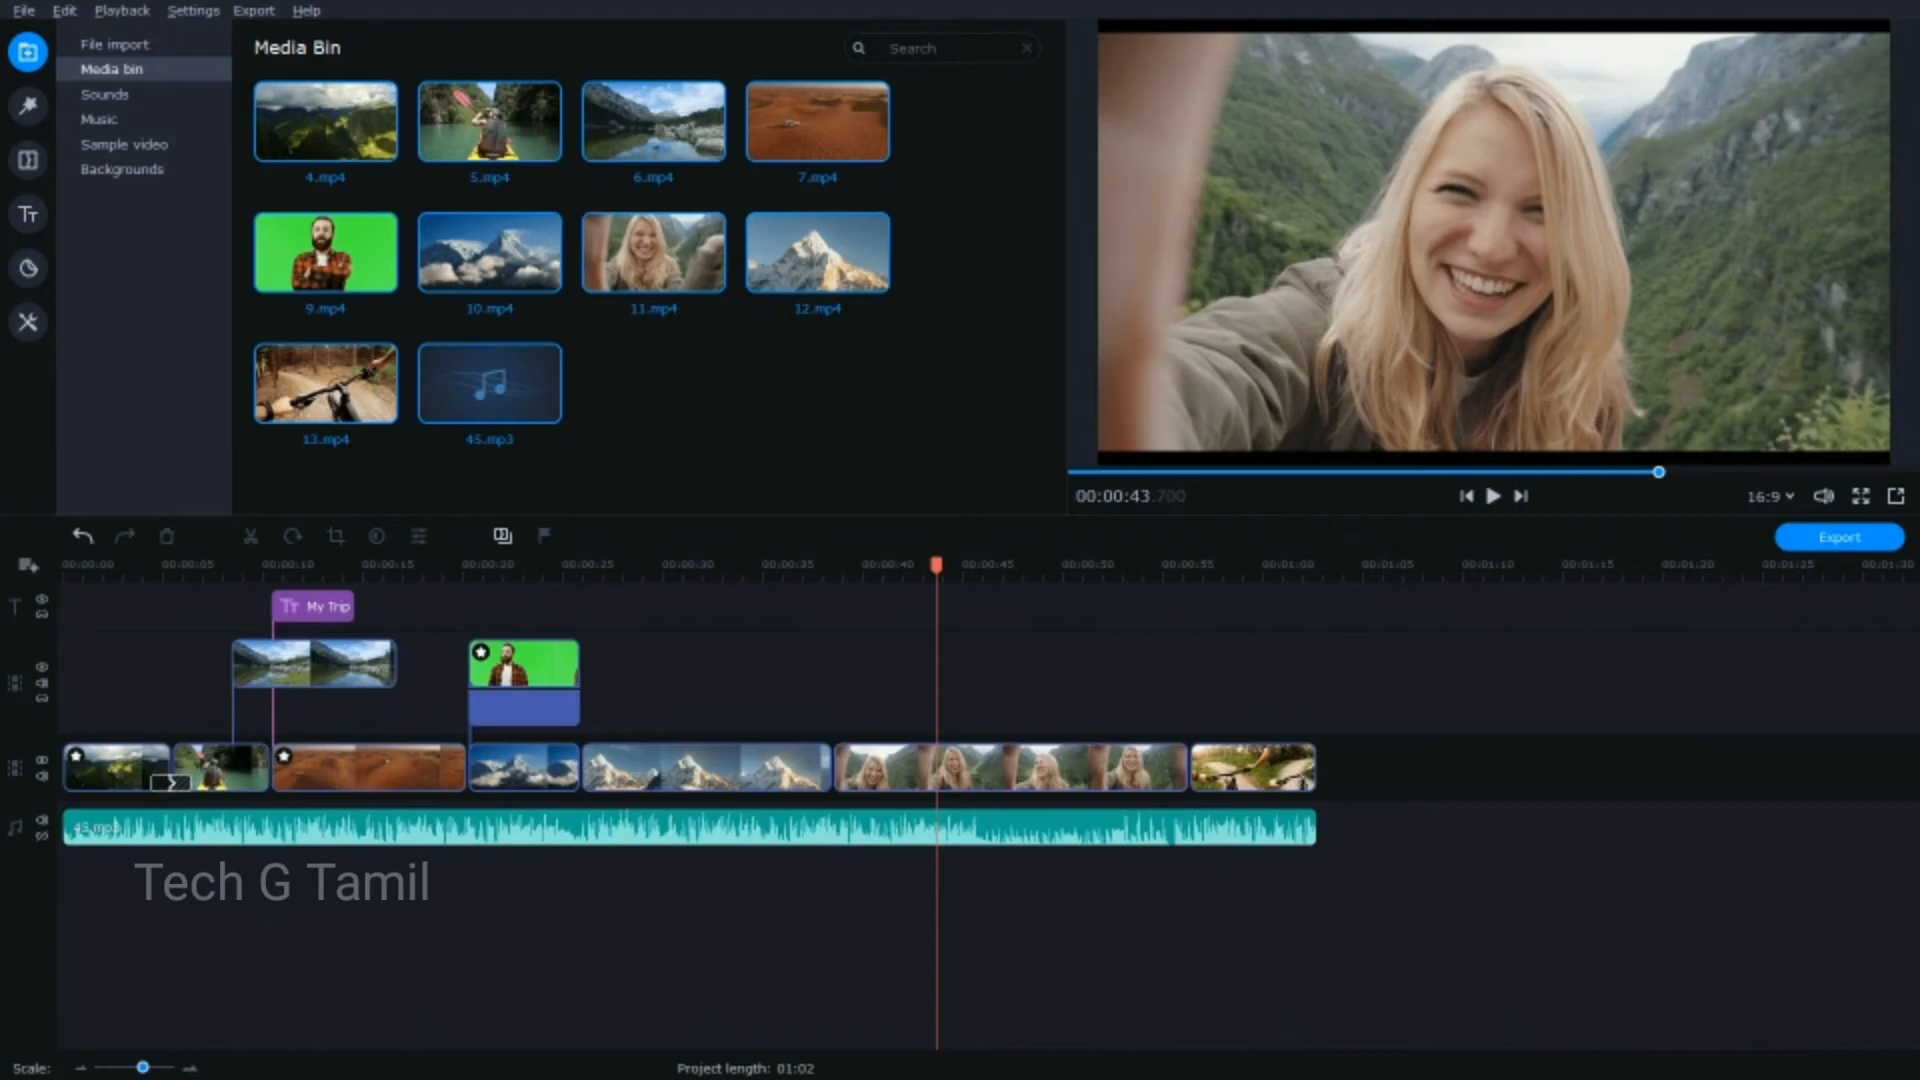 File Edit Playback Settings Export Help
File import
Media bin
Sounds
Music
Sample video
Backgrounds
Media Bin
Search
4.mp4 5.mp4 6.mp4 7.mp4
9.mp4 10.mp4 11.mp4 12.mp4
13.mp4 45.mp3
00:00:43.700
16:9
Export
00:00:00 00:00:05 00:00:10 00:00:15 00:00:20 00:00:25 00:00:30 00:00:35 00:00:40 00:00:45 00:00:50 00:00:55 00:01:00 00:01:05 00:01:10 00:01:15 00:01:20 00:01:25 00:01:30
Tт My Trip
45.mp3
Tech G Tamil
Scale:
Project length: 01:02